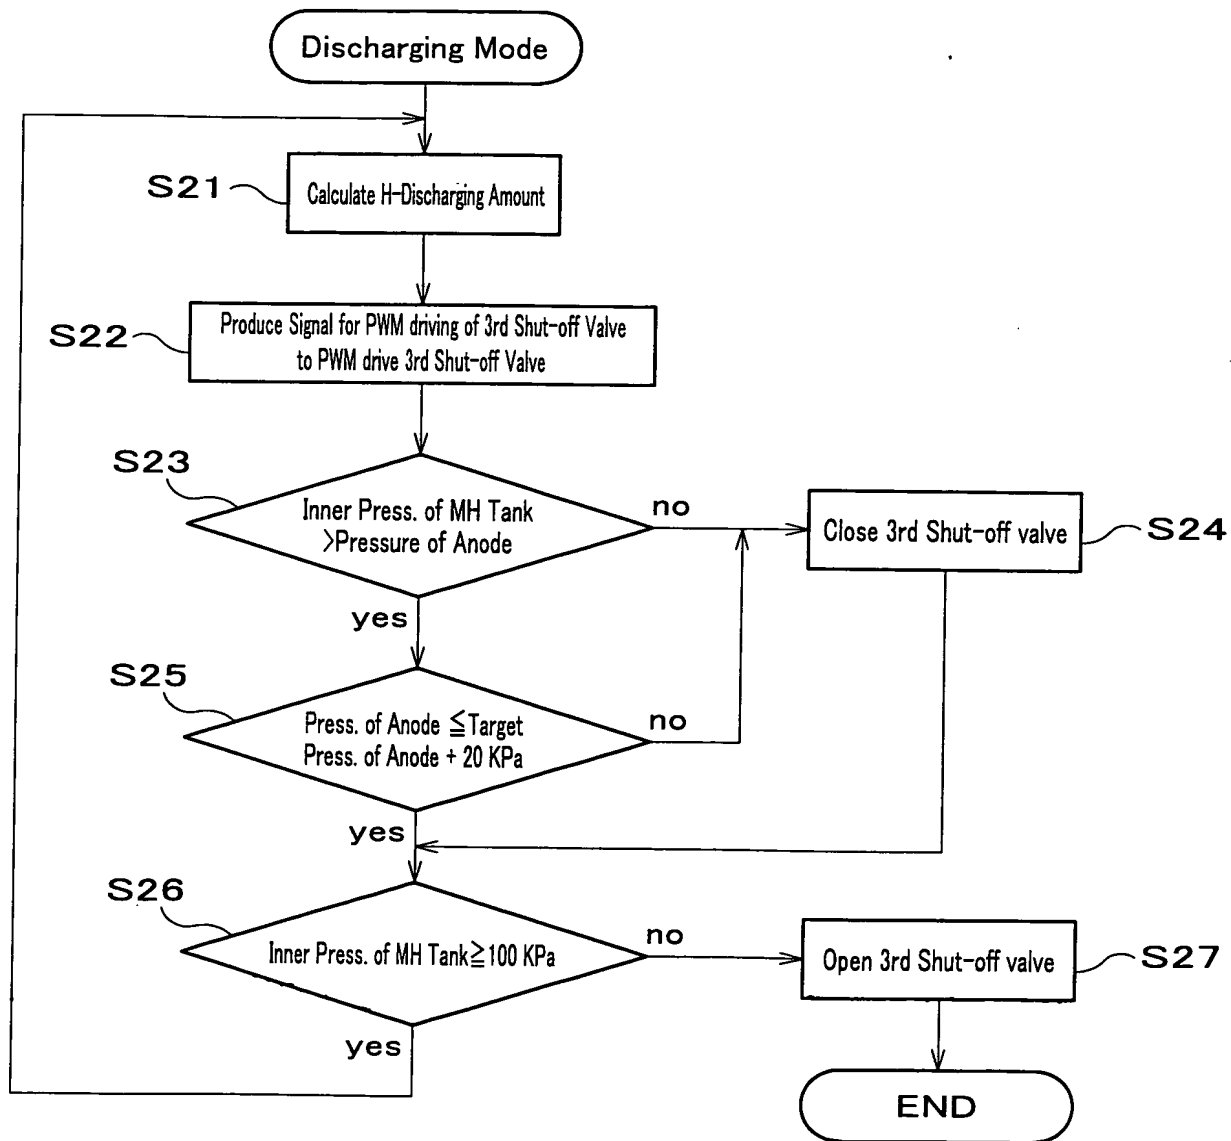 Discharging Mode
S21
Calculate H-Discharging Amount
S22
Produce Signal for PWM driving of 3rd Shut-off Valve
to PWM drive 3rd Shut-off Valve
S23
Inner Press. of MH Tank
>Pressure of Anode
no
Close 3rd Shut-off valve
S24
yes
S25
Press. of Anode ≦Target
Press. of Anode + 20 KPa
no
yes
S26
Inner Press. of MH Tank≧100 KPa
no
Open 3rd Shut-off valve
S27
yes
END